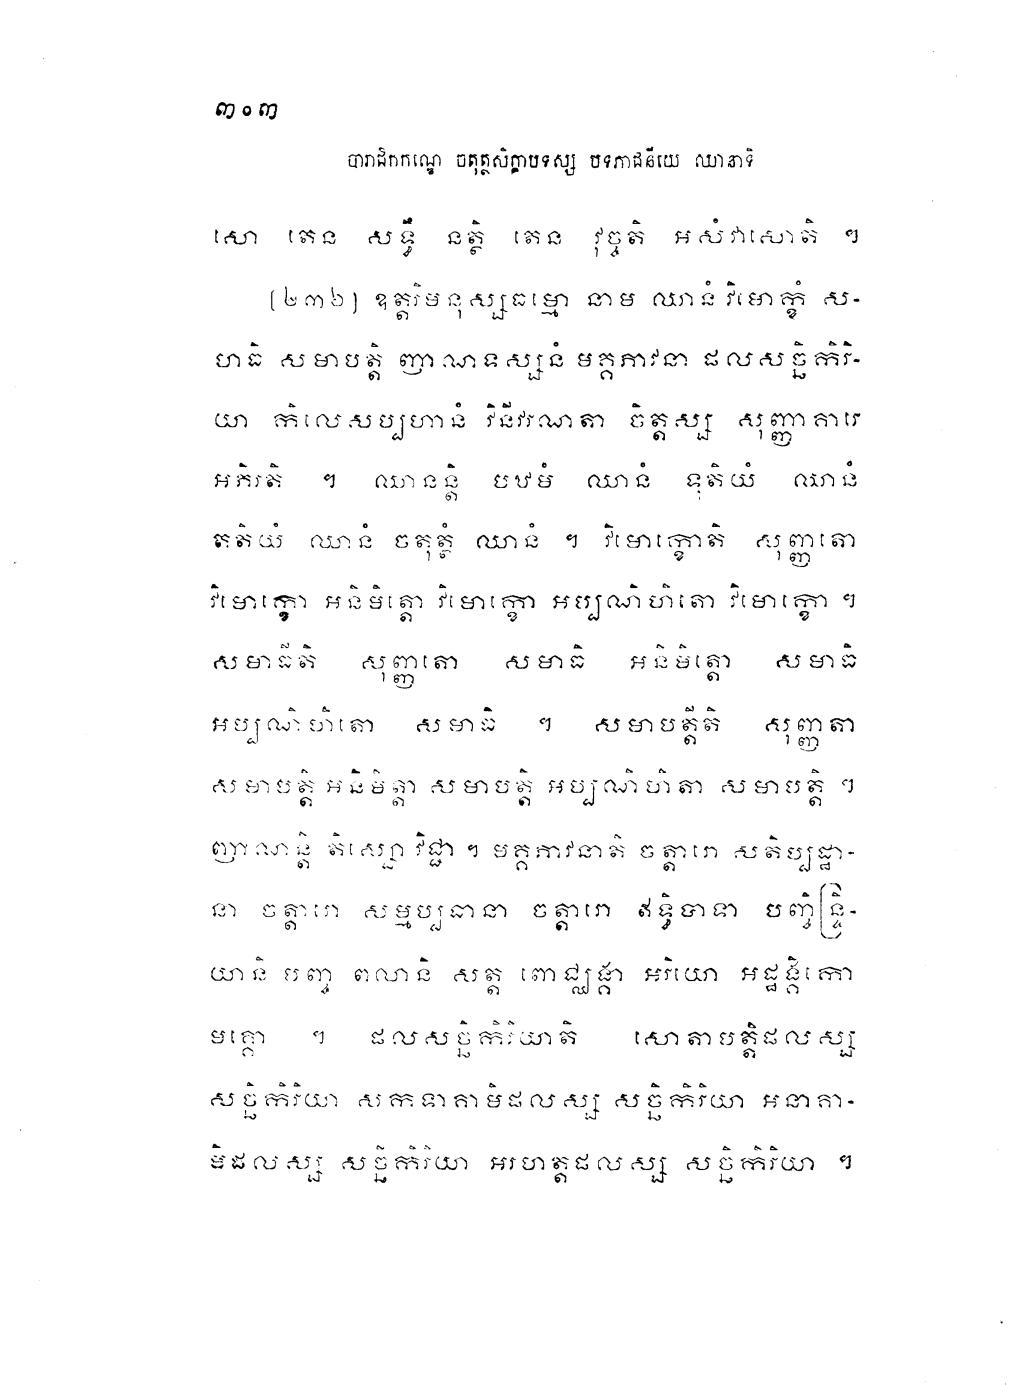 ៣០៣
បារាជិកកណ្ឌេ ចតុត្ថសិក្ខាបទស្ស បទភាជនីយេ ឈានាទិ
សោ តេន សទ្ធឹ នត្ថិ តេន វុច្ចតិ អសំវាសោតិ ។
(២៣៦) ឧត្តរិមនុស្សធម្មោ នាម ឈានំ វិមោក្ខំ ស-
មាធិ សមាបត្តិ ញាណទស្សនំ មគ្គភាវនា ផលសច្ឆិកិរិ-
យា កិលេសប្បហានំ វិនីវរណតា ចិត្តស្ស សុញ្ញាគារេ
អភិរតិ ។ ឈានន្តិ បឋមំ ឈានំ ទុតិយំ ឈានំ
តតិយំ ឈានំ ចតុត្ថំ ឈានំ ។ វិមោក្ខោតិ សុញ្ញតោ
វិមោក្ខោ អនិមិត្តោ វិមោក្ខោ អប្បណិហិតោ វិមោក្ខោ ។
សមាធីតិ សុញ្ញតោ សមាធិ អនិមិត្តោ សមាធិ
អប្បណិហិតោ សមាធិ ។ សមាបត្តីតិ សុញ្ញតា
សមាបត្តិ អនិមិត្តា សមាបត្តិ អប្បណិហិតា សមាបត្តិ ។
ញាណន្តិ តិស្សោ វិជ្ជា ។ មគ្គភាវនាតិ ចត្តារោ សតិប្បដ្ឋា-
នា ចត្តារោ សម្មប្បធានា ចត្តារោ ឥទ្ធិបាទា បញ្ចិន្ទ្រិ-
យានិ បញ្ច ពលានិ សត្ត ពោជ្ឈង្គា អរិយោ អដ្ឋង្គិកោ
មគ្គោ ។ ផលសច្ឆិកិរិយាតិ សោតាបត្តិផលស្ស
សច្ឆិកិរិយា សកទាគាមិផលស្ស សច្ឆិកិរិយា អនាគា-
មិផលស្ស សច្ឆិកិរិយា អរហត្តផលស្ស សច្ឆិកិរិយា ។